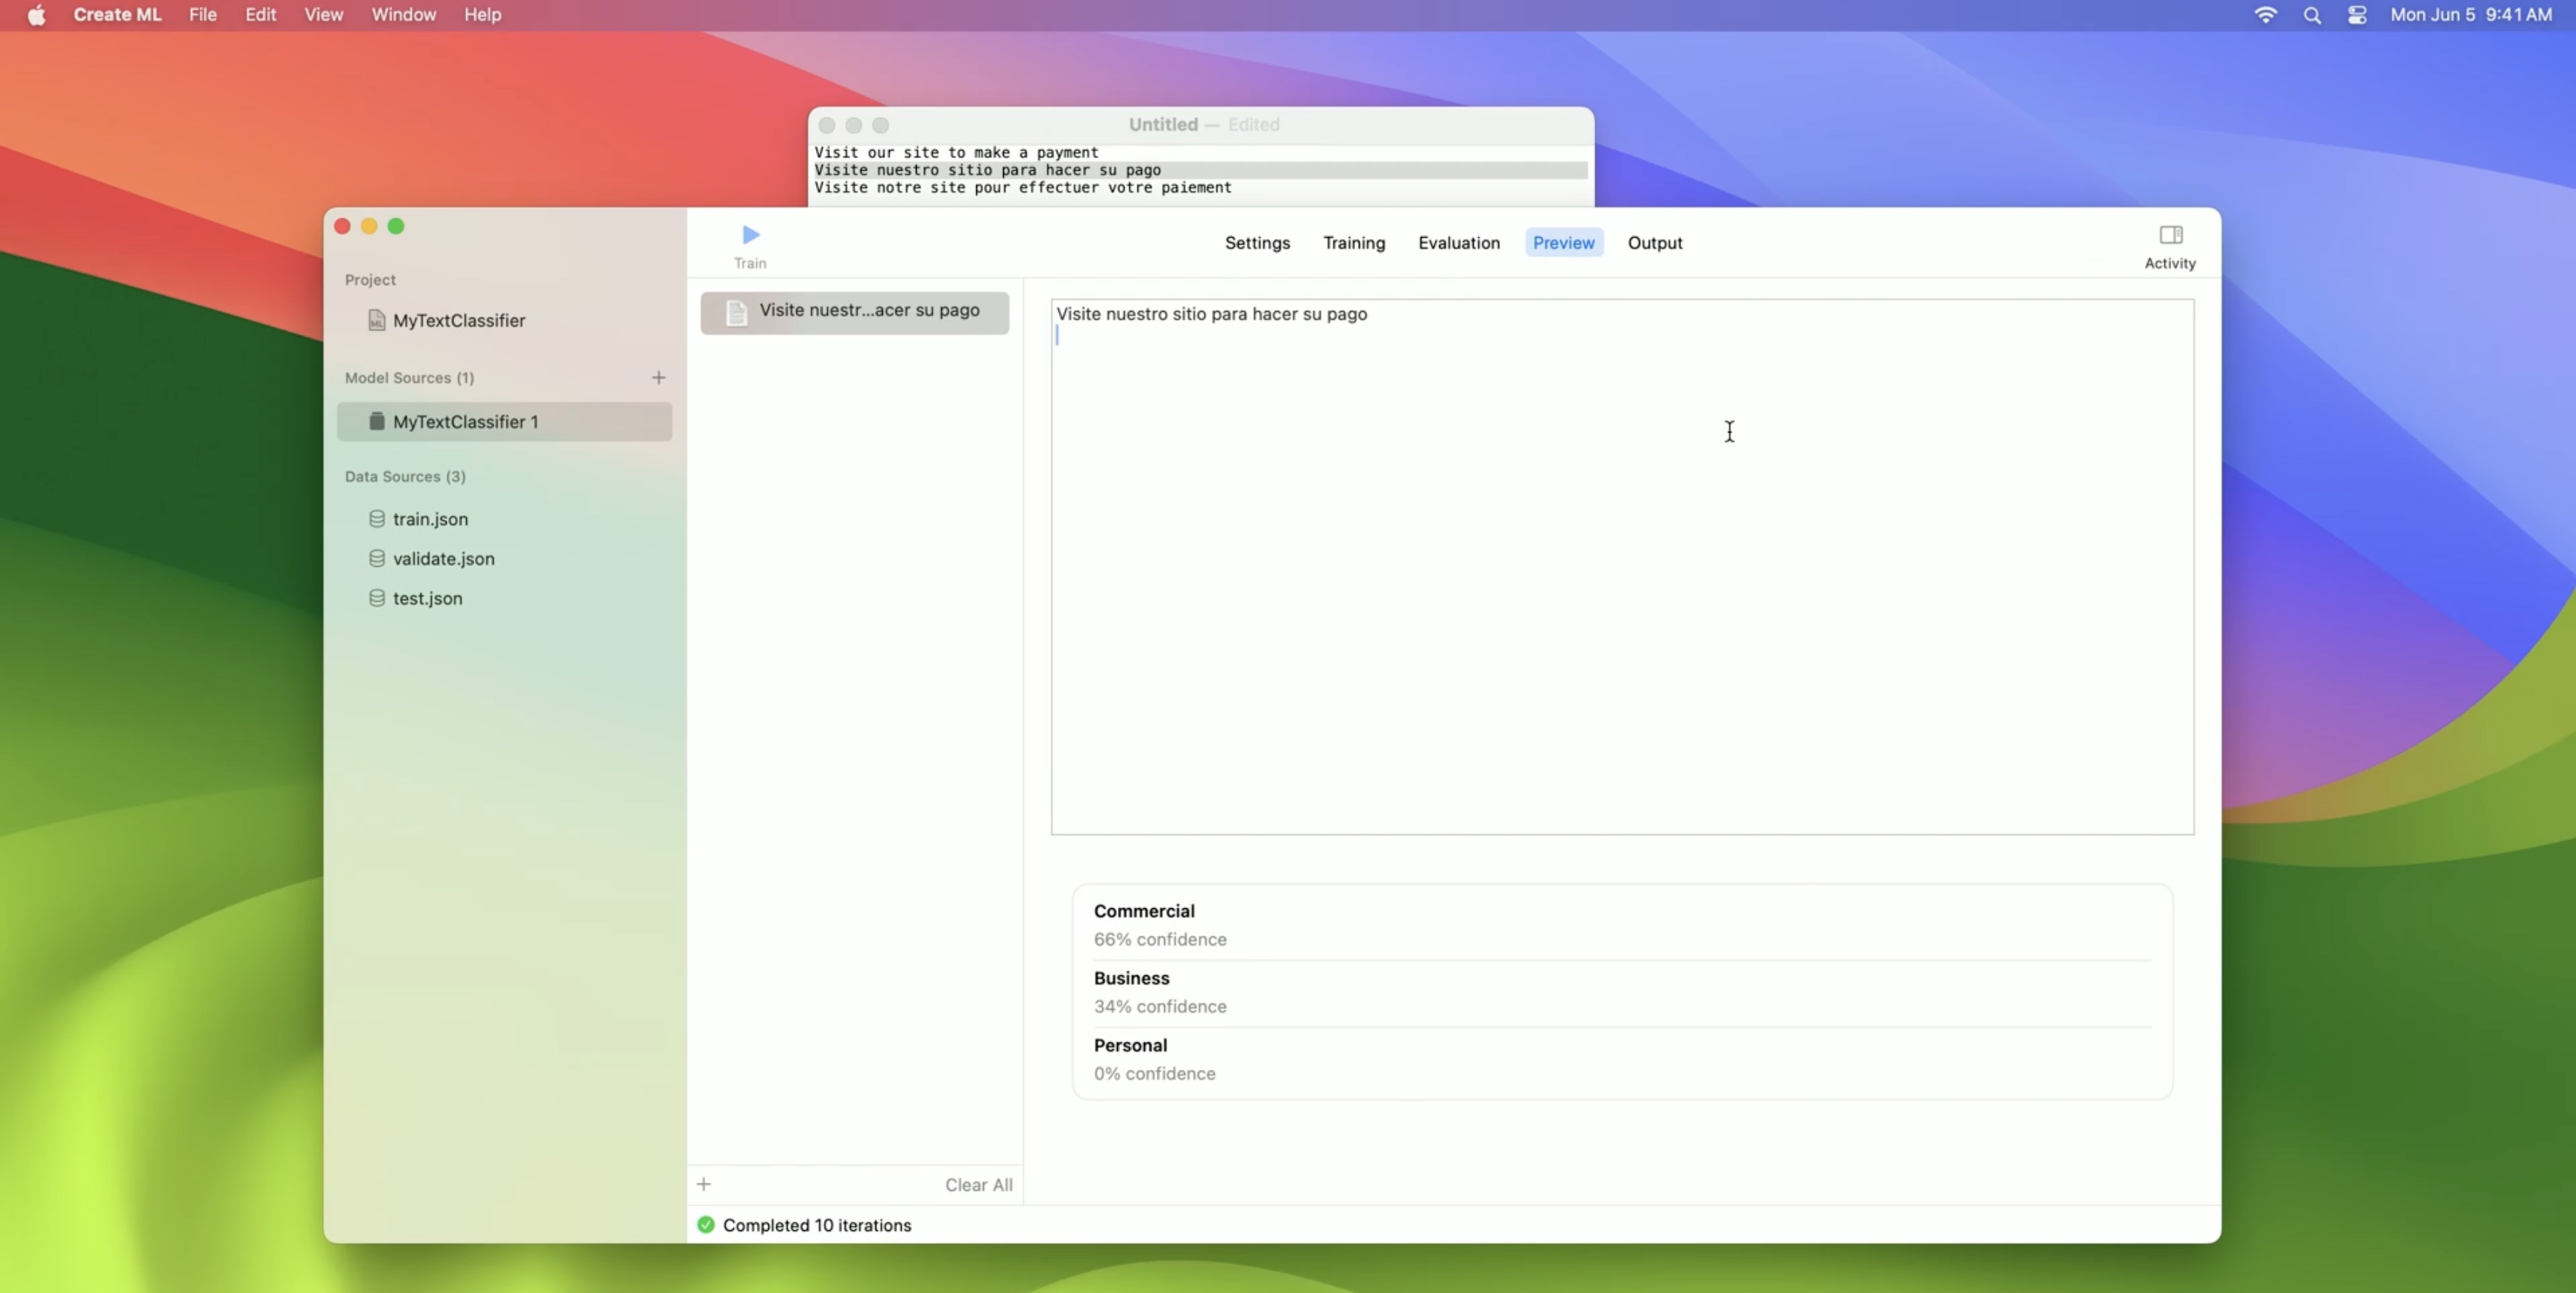 Create ML File Edit View Window Help Mon Jun 5 9:41 AM
Untitled — Edited
Visit our site to make a payment
Visite nuestro sitio para hacer su pago
Visite notre site pour effectuer votre paiement
Project
MyTextClassifier
Model Sources (1) +
MyTextClassifier 1
Data Sources (3)
train.json
validate.json
test.json
Train
Settings Training Evaluation Preview Output
Activity
Visite nuestr...acer su pago
Visite nuestro sitio para hacer su pago
Commercial
66% confidence
Business
34% confidence
Personal
0% confidence
+ Clear All
Completed 10 iterations